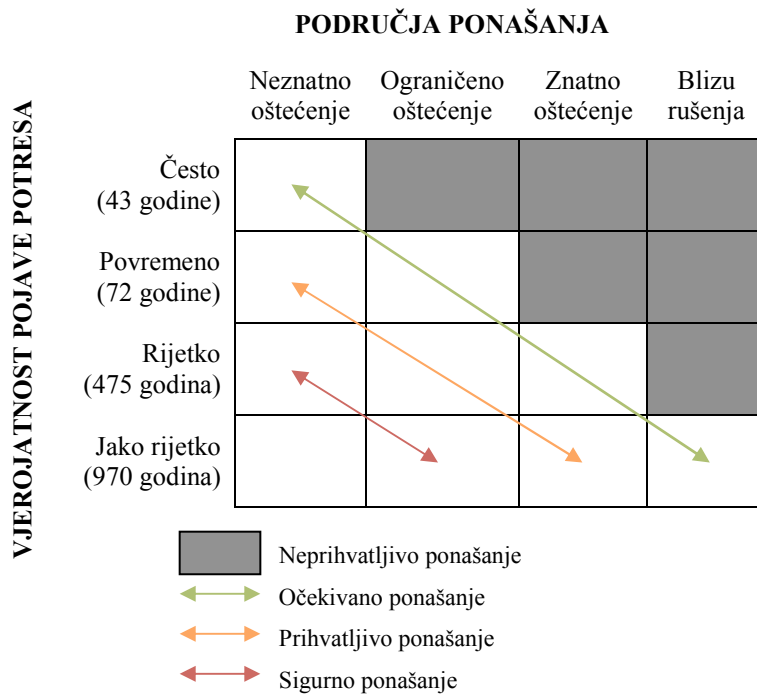 PODRUČJA PONAŠANJA
Neznatno
oštećenje
Ograničeno
oštećenje
Znatno
oštećenje
Blizu
rušenja
VJEROJATNOST POJAVE POTRESA
Često
(43 godine)
Povremeno
(72 godine)
Rijetko
(475 godina)
Jako rijetko
(970 godina)
Neprihvatljivo ponašanje
Očekivano ponašanje
Prihvatljivo ponašanje
Sigurno ponašanje